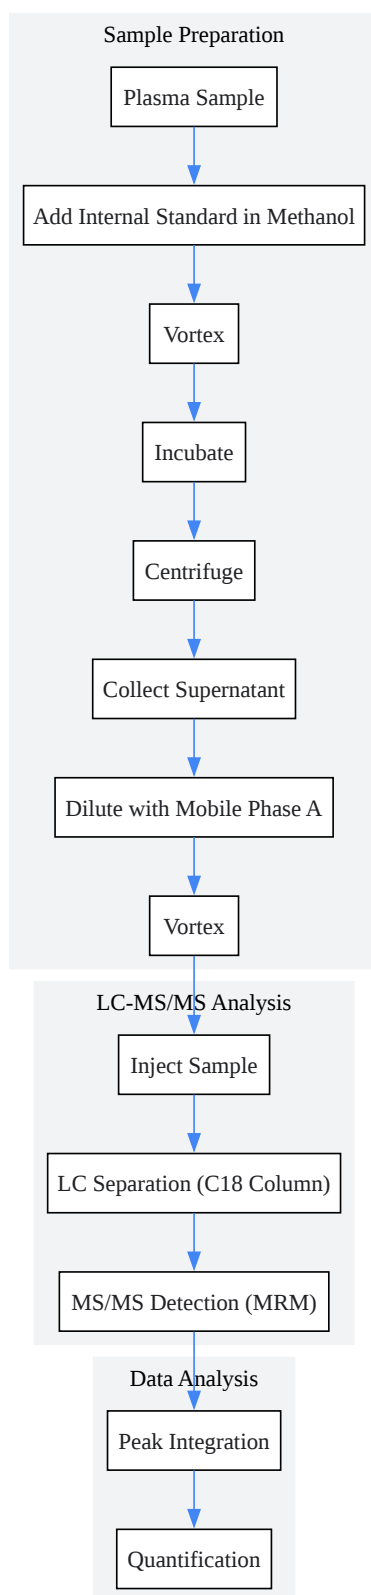 Sample Preparation
Plasma Sample
Add Internal Standard in Methanol
Vortex
Incubate
Centrifuge
Collect Supernatant
Dilute with Mobile Phase A
Vortex
LC-MS/MS Analysis
Inject Sample
LC Separation (C18 Column)
MS/MS Detection (MRM)
Data Analysis
Peak Integration
Quantification